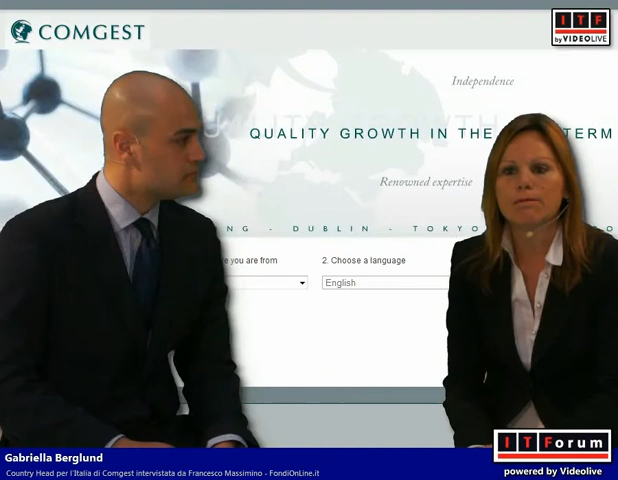 COMGEST
ITF
by VIDEOLIVE
Independence
QUALITY GROWTH IN THE TERM
Renowned expertise
NG - DUBLIN - TOKYO
e you are from
2. Choose a language
English
ITForum
powered by Videolive
Gabriella Berglund
Country Head per l'Italia di Comgest intervistata da Francesco Massimino - FondiOnLine.it